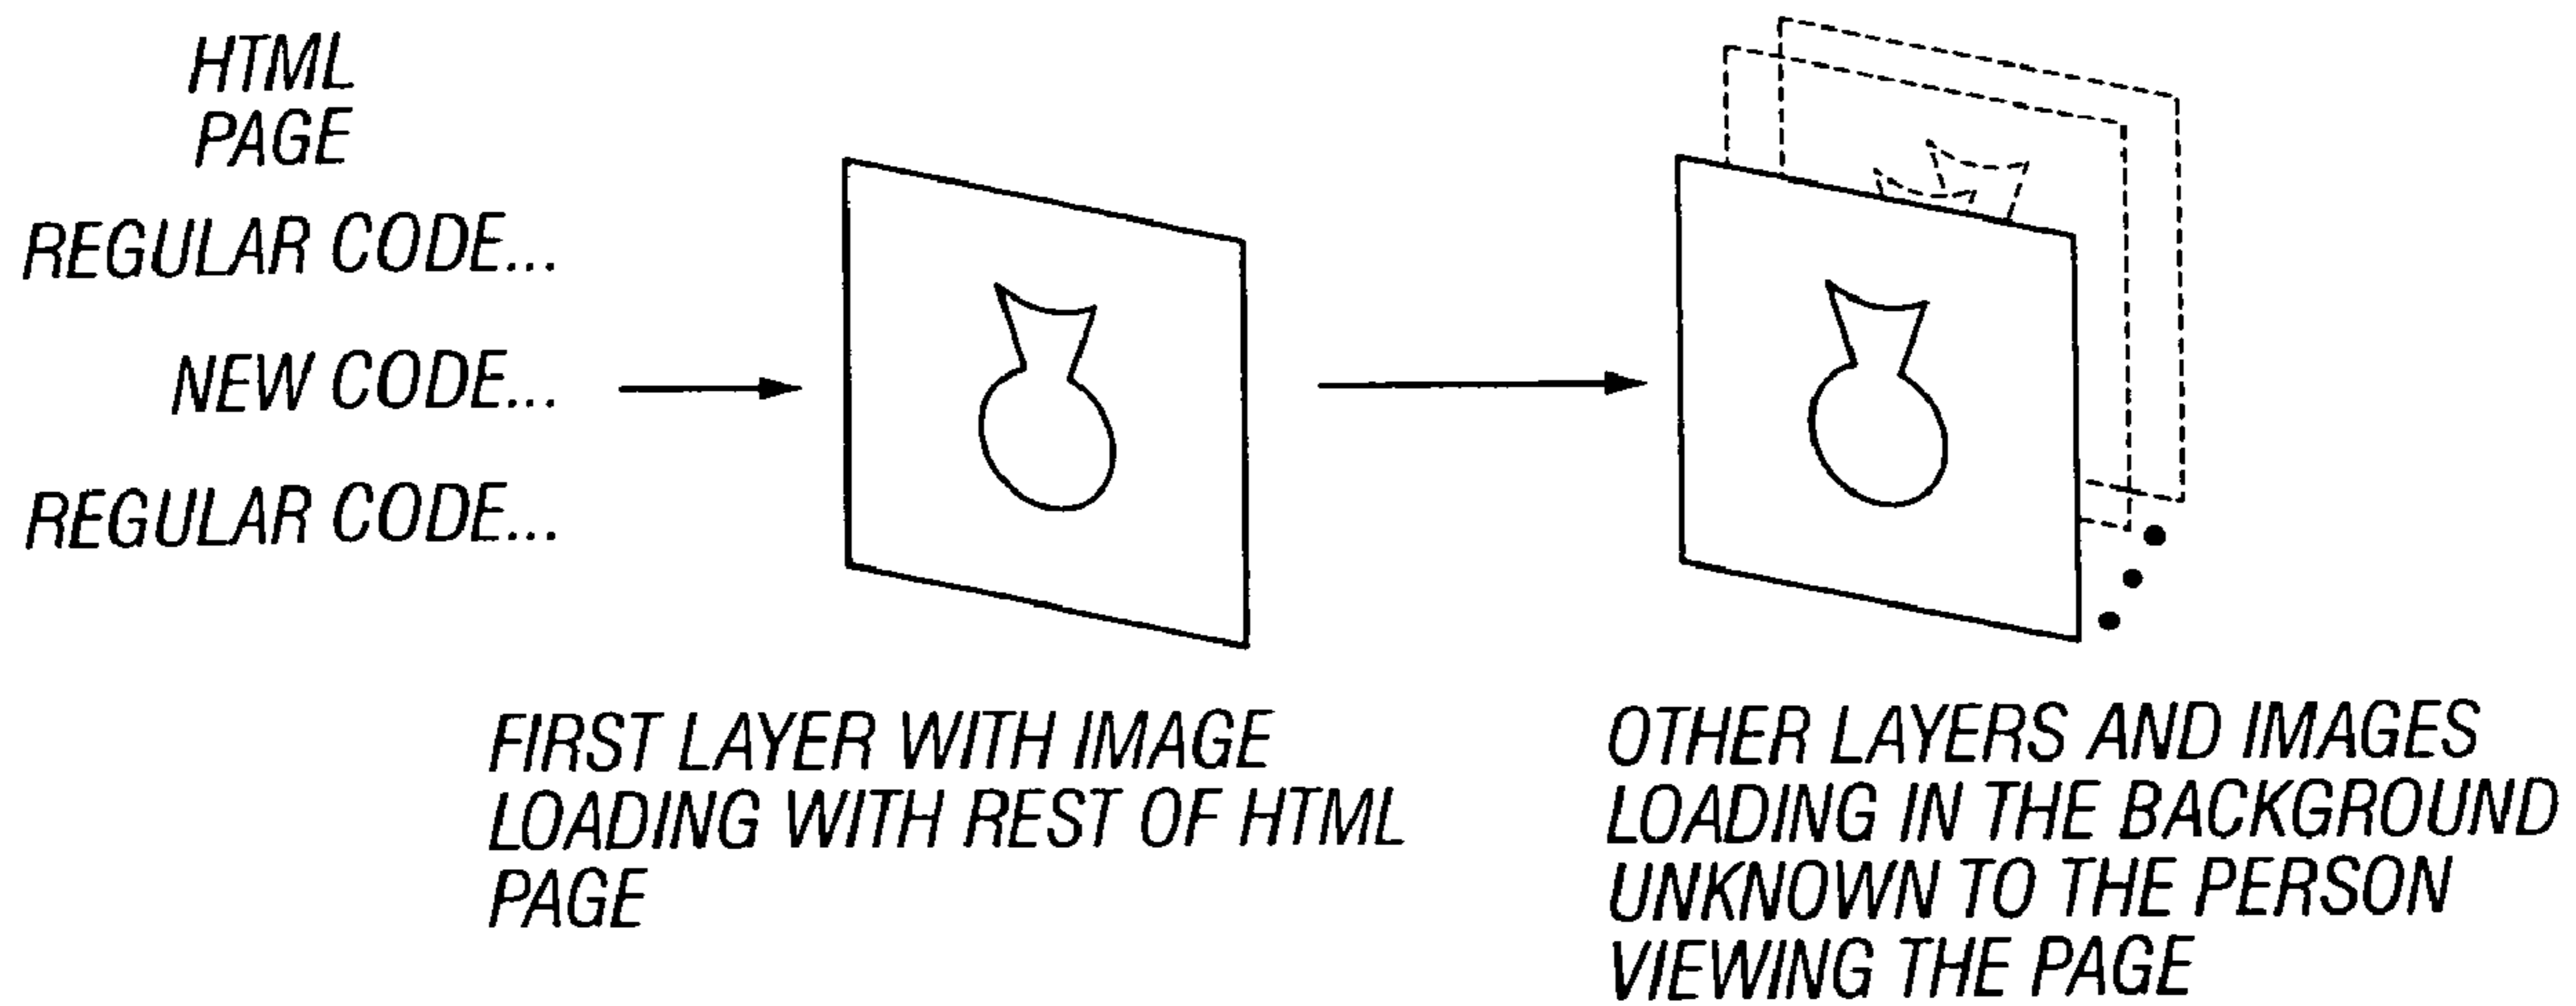 HTML
PAGE
REGULAR CODE...
NEW CODE...
REGULAR CODE...
FIRST LAYER WITH IMAGE
LOADING WITH REST OF HTML
PAGE
OTHER LAYERS AND IMAGES
LOADING IN THE BACKGROUND
UNKNOWN TO THE PERSON
VIEWING THE PAGE